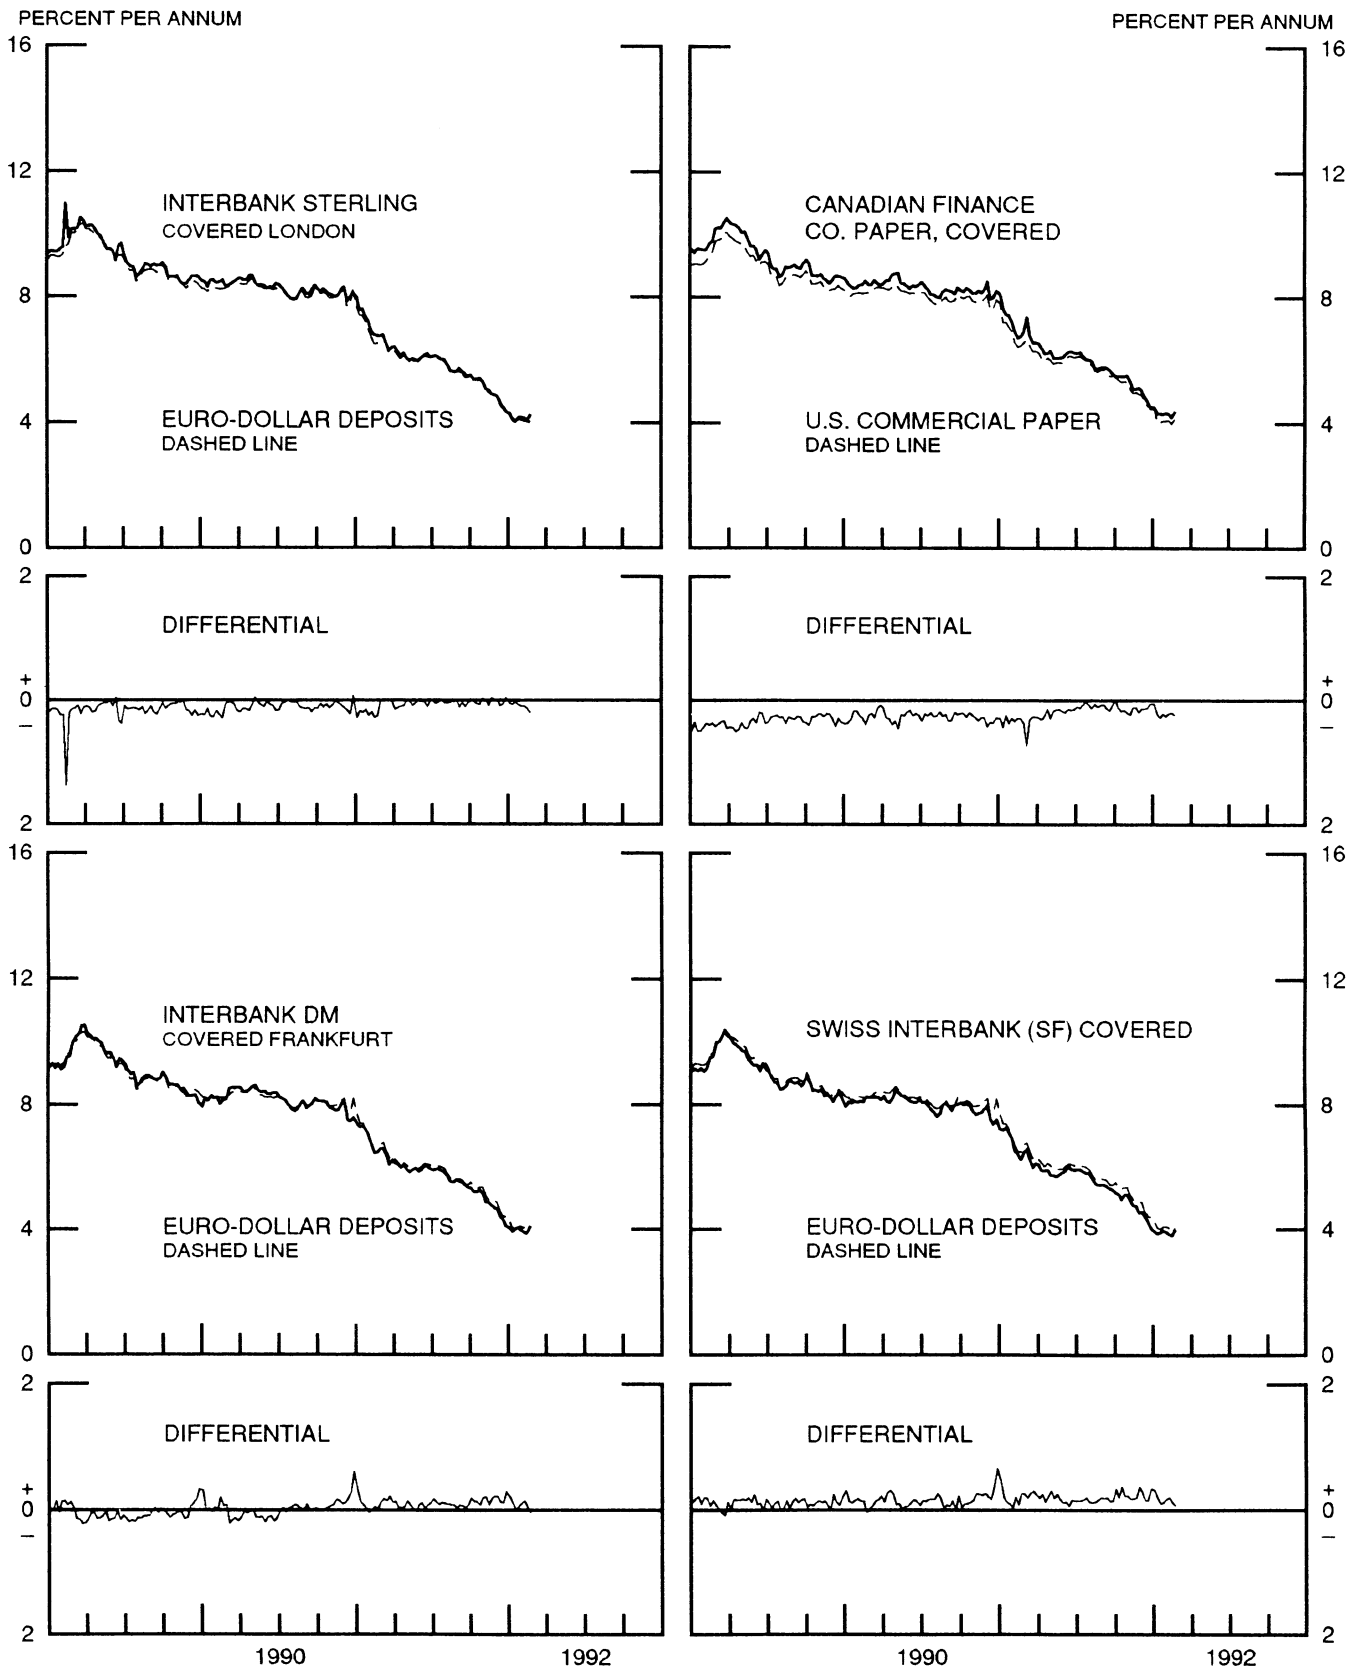 PERCENT PER ANNUM
PERCENT PER ANNUM
16
12
8
4
0
INTERBANK STERLING
COVERED LONDON
EURO-DOLLAR DEPOSITS
DASHED LINE
CANADIAN FINANCE
CO. PAPER, COVERED
U.S. COMMERCIAL PAPER
DASHED LINE
16
12
8
4
0
2
+
0
–
2
DIFFERENTIAL
DIFFERENTIAL
2
+
0
–
2
16
12
8
4
0
INTERBANK DM
COVERED FRANKFURT
EURO-DOLLAR DEPOSITS
DASHED LINE
SWISS INTERBANK (SF) COVERED
EURO-DOLLAR DEPOSITS
DASHED LINE
16
12
8
4
0
2
+
0
–
2
DIFFERENTIAL
DIFFERENTIAL
2
+
0
–
2
1990
1992
1990
1992